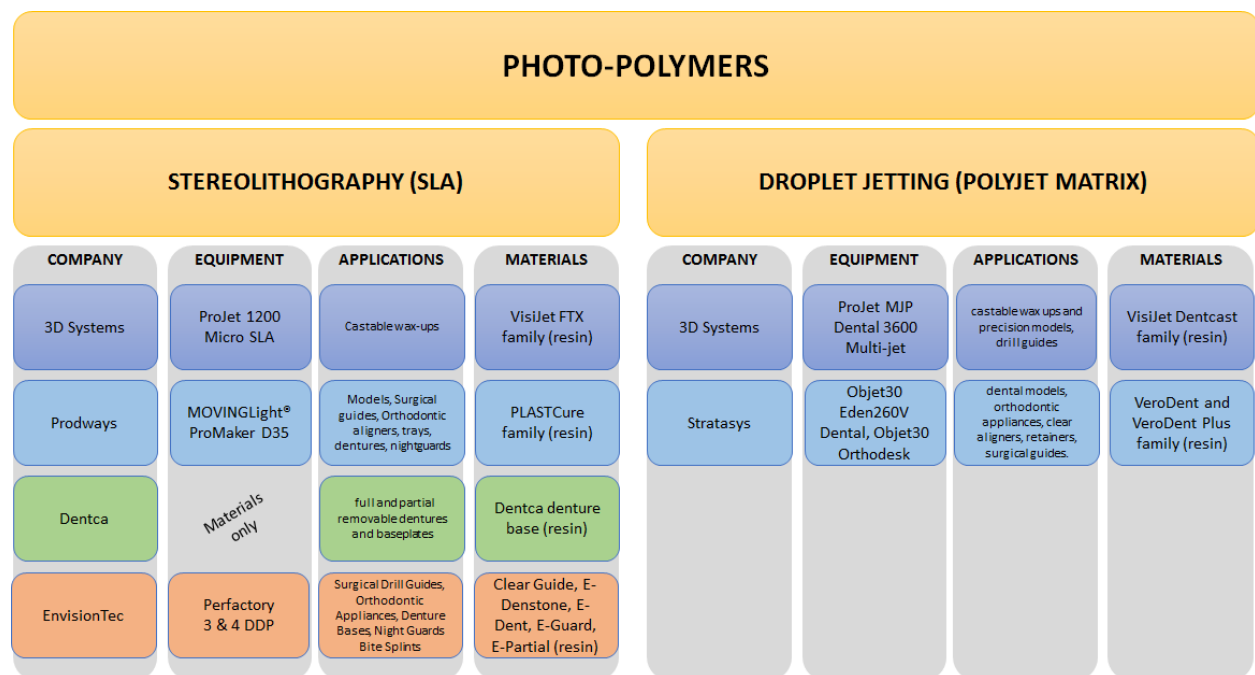 PHOTO-POLYMERS
STEREOLITHOGRAPHY (SLA)
DROPLET JETTING (POLYJET MATRIX)
COMPANY
EQUIPMENT
APPLICATIONS
MATERIALS
3D Systems
ProJet 1200
Micro SLA
Castable wax-ups
VisiJet FTX
family (resin)
Prodways
MOVINGLight®
ProMaker D35
Models, Surgical
guides, Orthodontic
aligners, trays,
dentures, nightguards
PLASTCure
family (resin)
Dentca
Materials
only
full and partial
removable dentures
and baseplates
Dentca denture
base (resin)
EnvisionTec
Perfactory
3 & 4 DDP
Surgical Drill Guides,
Orthodontic
Appliances, Denture
Bases, Night Guards
Bite Splints
Clear Guide, E-
Denstone, E-
Dent, E-Guard,
E-Partial (resin)
COMPANY
EQUIPMENT
APPLICATIONS
MATERIALS
3D Systems
ProJet MJP
Dental 3600
Multi-jet
castable wax ups and
precision models,
drill guides
VisiJet Dentcast
family (resin)
Stratasys
Objet30
Eden260V
Dental, Objet30
Orthodesk
dental models,
orthodontic
appliances, clear
aligners, retainers,
surgical guides.
VeroDent and
VeroDent Plus
family (resin)